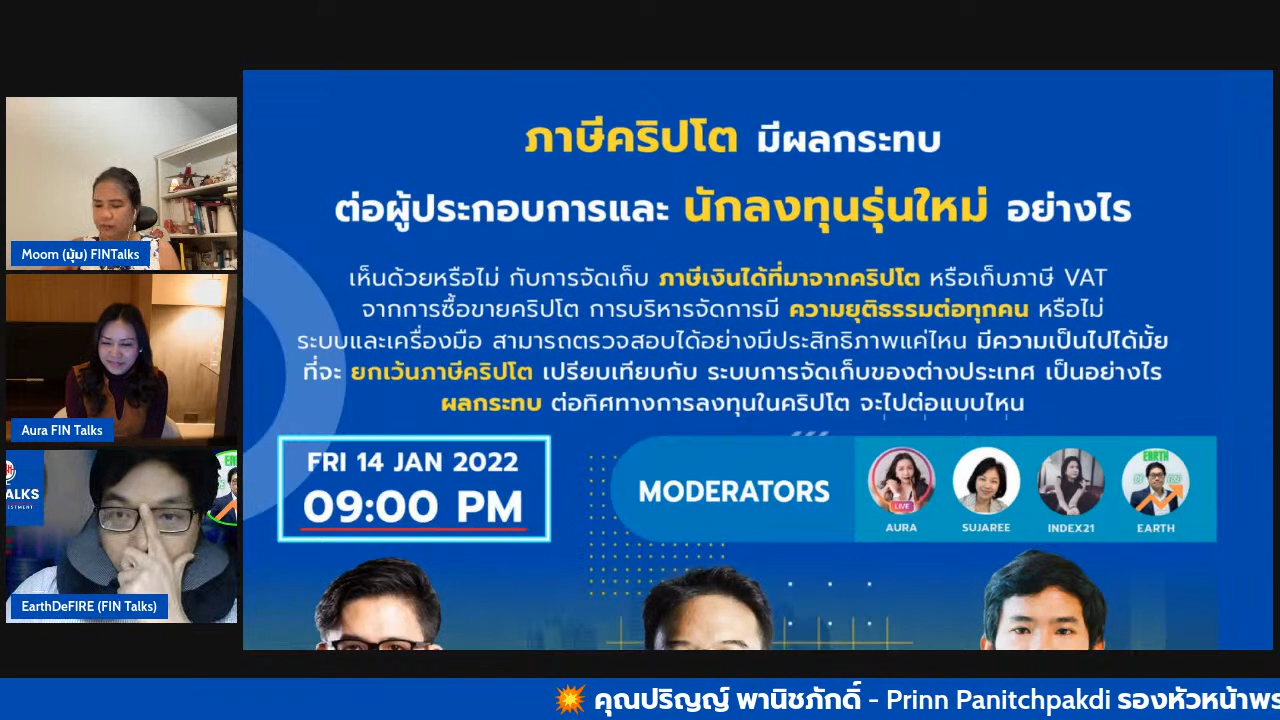 ภาษีคริปโต มีผลกระทบ
ต่อผู้ประกอบการและ นักลงทุนรุ่นใหม่ อย่างไร
เห็นด้วยหรือไม่ กับการจัดเก็บ ภาษีเงินได้ที่มาจากคริปโต หรือเก็บภาษี VAT
จากการซื้อขายคริปโต การบริหารจัดการมี ความยุติธรรมต่อทุกคน หรือไม่
ระบบและเครื่องมือ สามารถตรวจสอบได้อย่างมีประสิทธิภาพแค่ไหน มีความเป็นไปได้มั้ย
ที่จะ ยกเว้นภาษีคริปโต เปรียบเทียบกับ ระบบการจัดเก็บของต่างประเทศ เป็นอย่างไร
ผลกระทบ ต่อทิศทางการลงทุนในคริปโต จะไปต่อแบบไหน
FRI 14 JAN 2022
09:00 PM
MODERATORS
LIVE
EARTH
AURA
SUJAREE
INDEX21
EARTH
Moom (มุ้ม) FINTalks
Aura FIN Talks
EarthDeFIRE (FIN Talks)
คุณปริญญ์ พานิชภักดิ์ - Prinn Panitchpakdi รองหัวหน้าพร